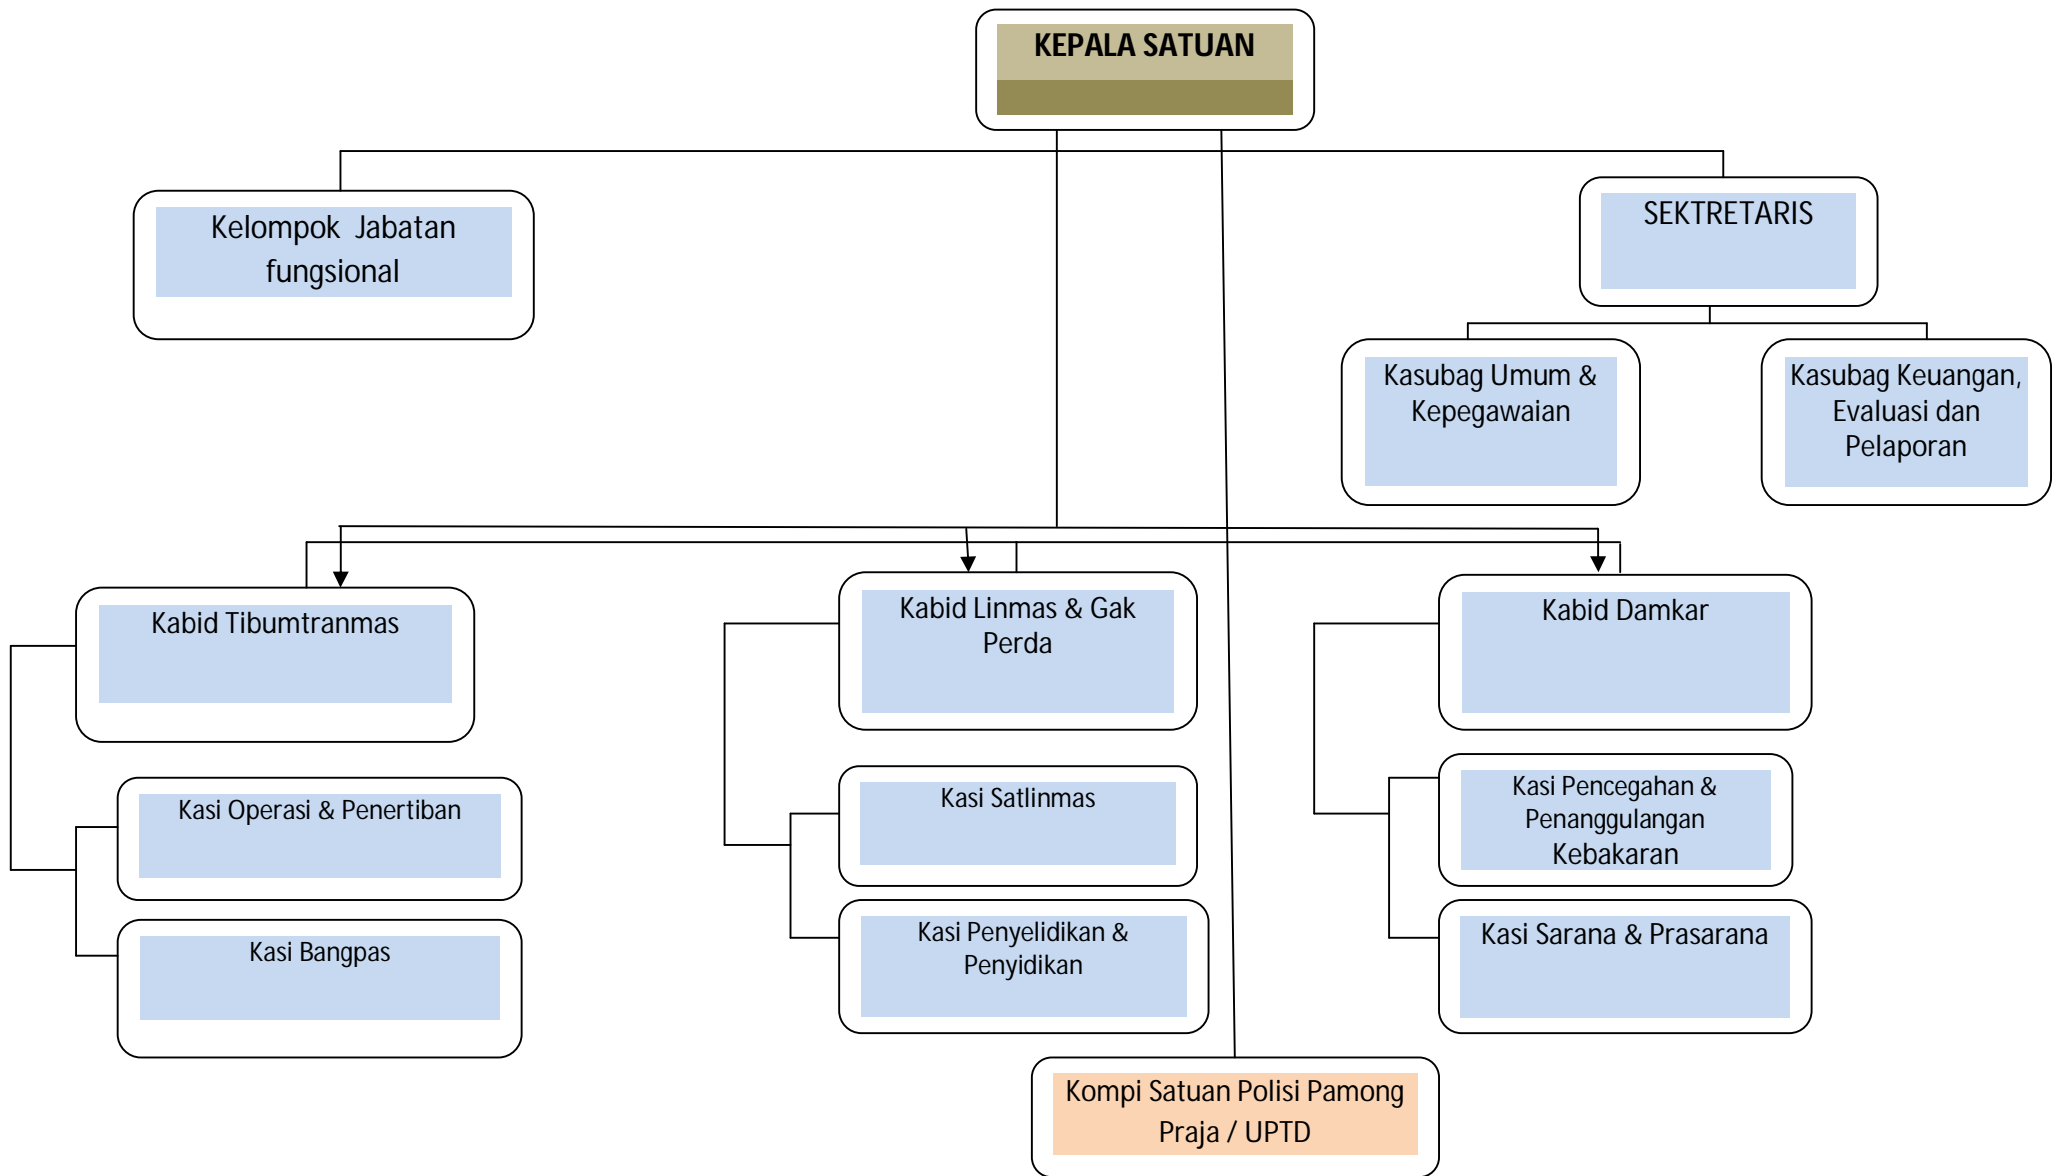 KEPALA SATUAN
Kelompok Jabatan
fungsional
SEKTRETARIS
Kasubag Umum &
Kepegawaian
Kasubag Keuangan,
Evaluasi dan
Pelaporan
Kabid Tibumtranmas
Kabid Linmas & Gak
Perda
Kabid Damkar
Kasi Operasi & Penertiban
Kasi Satlinmas
Kasi Pencegahan &
Penanggulangan
Kebakaran
Kasi Bangpas
Kasi Penyelidikan &
Penyidikan
Kasi Sarana & Prasarana
Kompi Satuan Polisi Pamong
Praja / UPTD